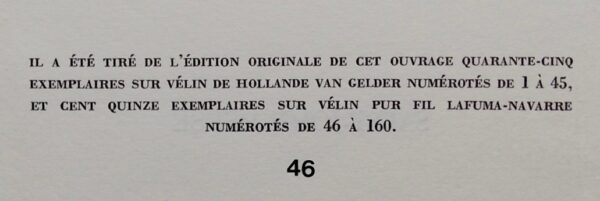 IL A ÉTÉ TIRÉ DE L'ÉDITION ORIGINALE DE CET OUVRAGE QUARANTE-CINQ
EXEMPLAIRES SUR VÉLIN DE HOLLANDE VAN GELDER NUMÉROTÉS DE 1 À 45,
ET CENT QUINZE EXEMPLAIRES SUR VÉLIN PUR FIL LAFUMA-NAVARRE
NUMÉROTÉS DE 46 À 160.
46